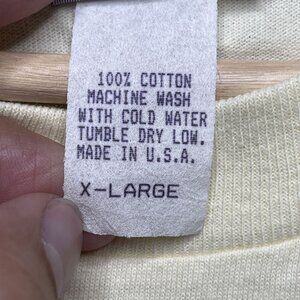 100% COTTON
MACHINE WASH
WITH COLD WATER
TUMBLE DRY LOW.
MADE IN U.S.A.
X-LARGE